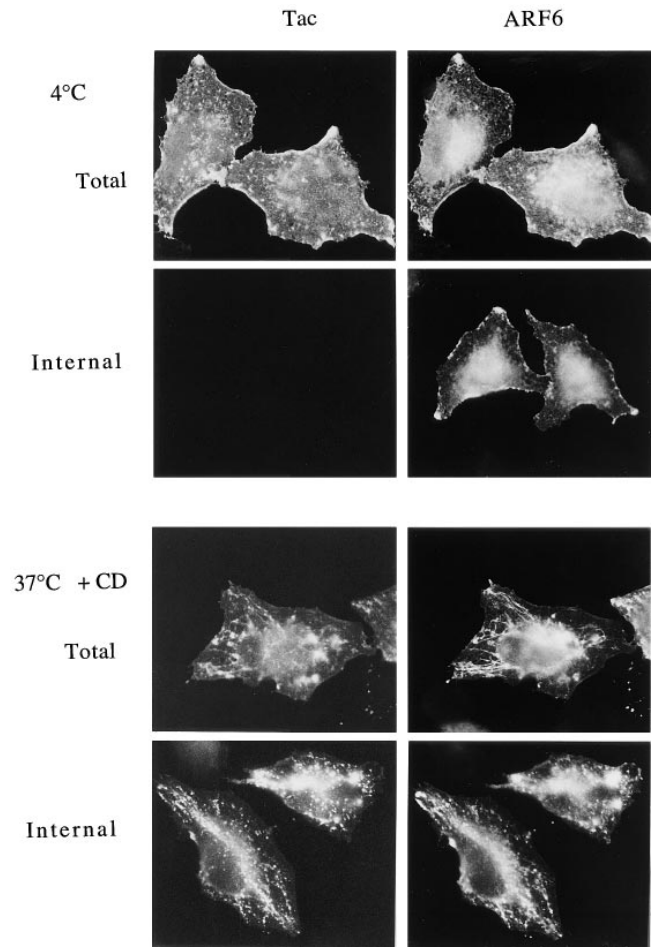 Tac ARF6
4°C
Total
Internal
37°C + CD
Total
Internal